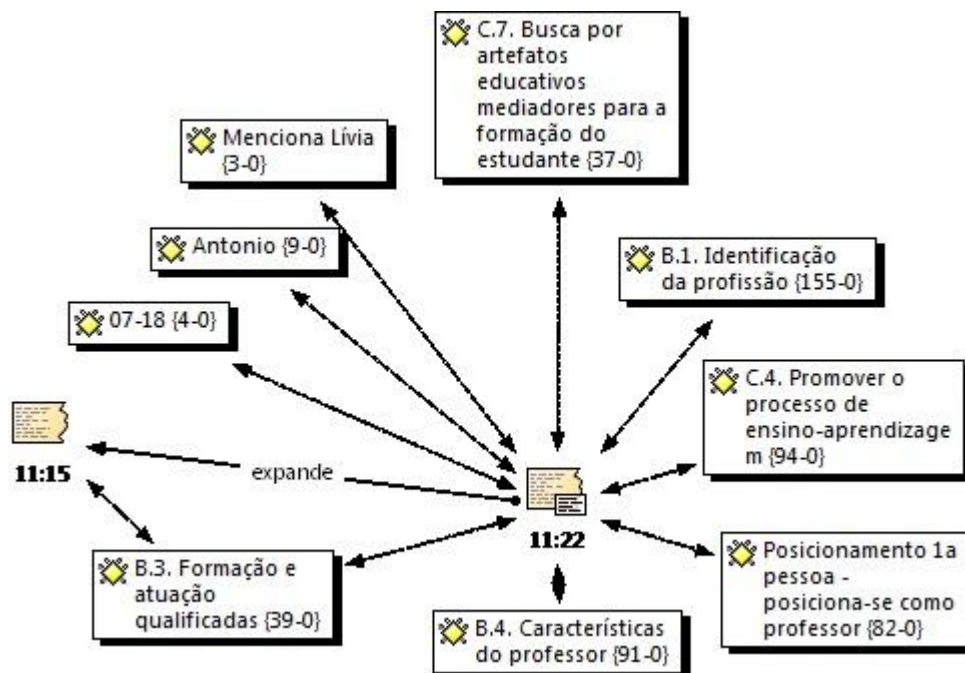 C.7. Busca por
artefatos
educativos
mediadores para a
formação do
estudante {37-0}
Menciona Lívia
{3-0}
Antonio {9-0}
B.1. Identificação
da profissão {155-0}
07-18 {4-0}
C.4. Promover o
processo de
ensino-aprendizage
m {94-0}
11:15
expande
11:22
B.3. Formação e
atuação
qualificadas {39-0}
Posicionamento 1a
pessoa -
posiciona-se como
professor {82-0}
B.4. Características
do professor {91-0}